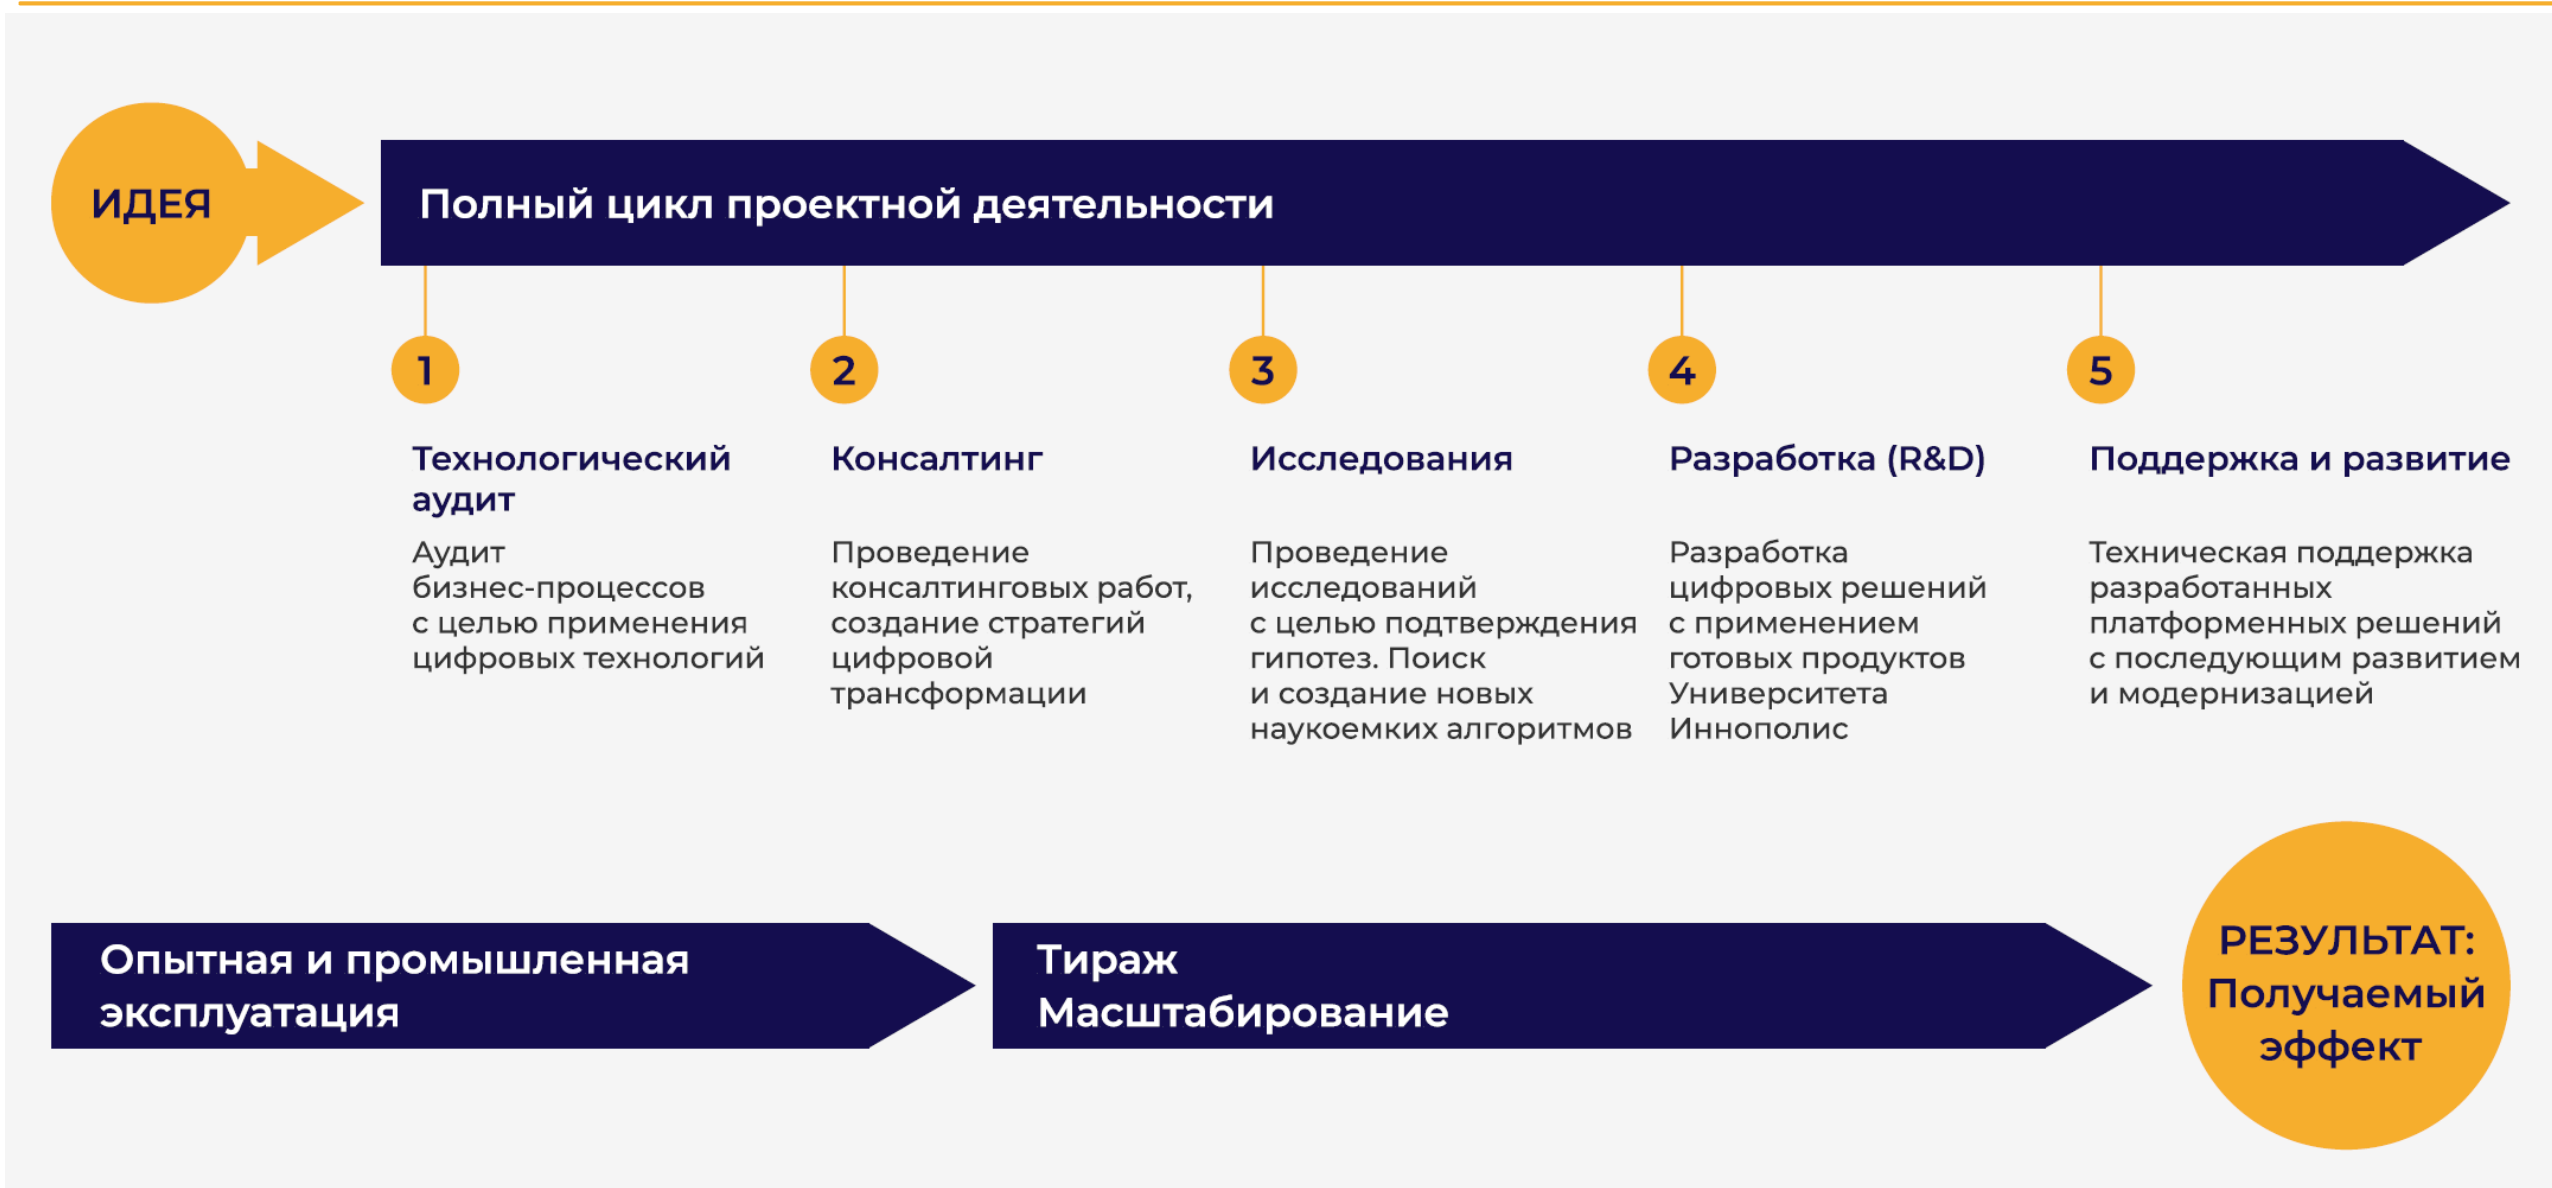 ИДЕЯ
Полный цикл проектной деятельности
1
Технологический
аудит
Аудит
бизнес-процессов
с целью применения
цифровых технологий
2
Консалтинг
Проведение
консалтинговых работ,
создание стратегий
цифровой
трансформации
3
Исследования
Проведение
исследований
с целью подтверждения
гипотез. Поиск
и создание новых
наукоемких алгоритмов
4
Разработка (R&D)
Разработка
цифровых решений
с применением
готовых продуктов
Университета
Иннополис
5
Поддержка и развитие
Техническая поддержка
разработанных
платформенных решений
с последующим развитием
и модернизацией
Опытная и промышленная
эксплуатация
Тираж
Масштабирование
РЕЗУЛЬТАТ:
Получаемый
эффект